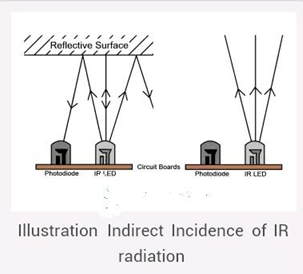 Reflective Surface
Circuit Boards
Photodiode
IR LED
Photodiode
IR LED
Illustration Indirect Incidence of IR
radiation